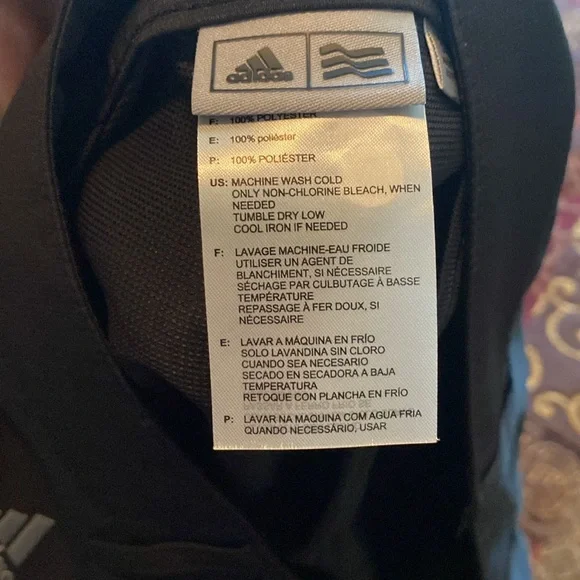 adidas
F: 100% POLYESTER
E: 100% poliéster
P: 100% POLIÉSTER
US: MACHINE WASH COLD
ONLY NON-CHLORINE BLEACH, WHEN
NEEDED
TUMBLE DRY LOW
COOL IRON IF NEEDED
F: LAVAGE MACHINE-EAU FROIDE
UTILISER UN AGENT DE
BLANCHIMENT, SI NÉCESSAIRE
SÉCHAGE PAR CULBUTAGE À BASSE
TEMPÉRATURE
REPASSAGE À FER DOUX, SI
NÉCESSAIRE
E: LAVAR A MÁQUINA EN FRÍO
SOLO LAVANDINA SIN CLORO
CUANDO SEA NECESARIO
SECADO EN SECADORA A BAJA
TEMPERATURA
RETOQUE CON PLANCHA EN FRÍO
P: LAVAR NA MAQUINA COM AGUA FRIA
QUANDO NECESSÁRIO, USAR